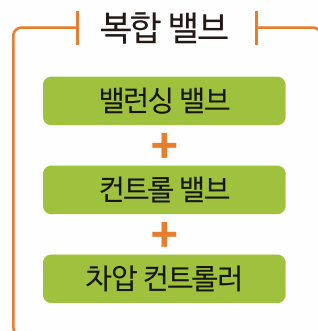 복합 밸브
밸런싱 밸브
+
컨트롤 밸브
+
차압 컨트롤러